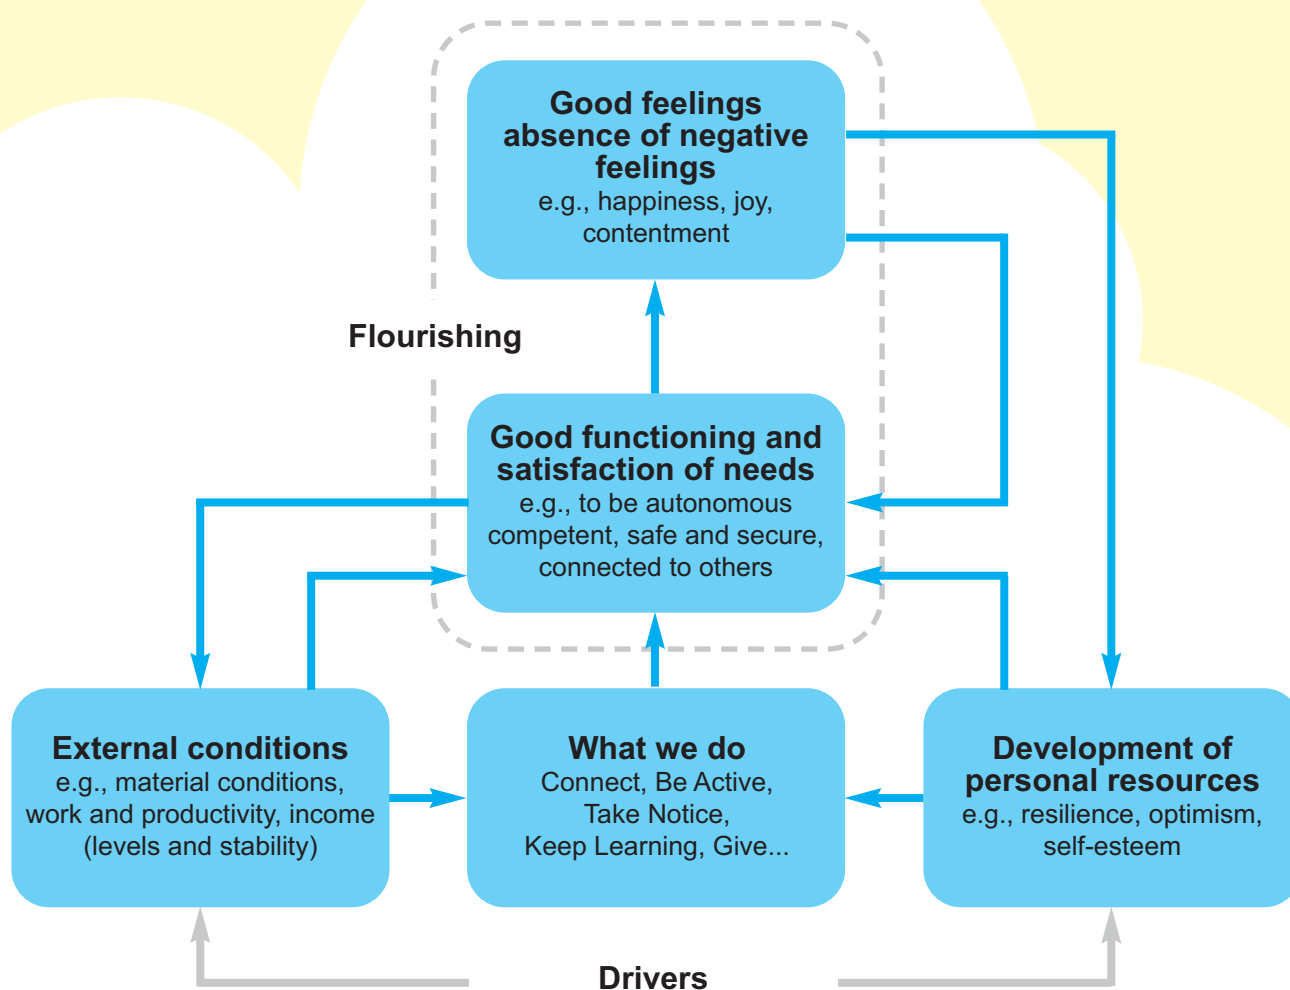 Good feelings
absence of negative
feelings
e.g., happiness, joy,
contentment
Flourishing
Good functioning and
satisfaction of needs
e.g., to be autonomous
competent, safe and secure,
connected to others
External conditions
e.g., material conditions,
work and productivity, income
(levels and stability)
What we do
Connect, Be Active,
Take Notice,
Keep Learning, Give...
Development of
personal resources
e.g., resilience, optimism,
self-esteem
Drivers